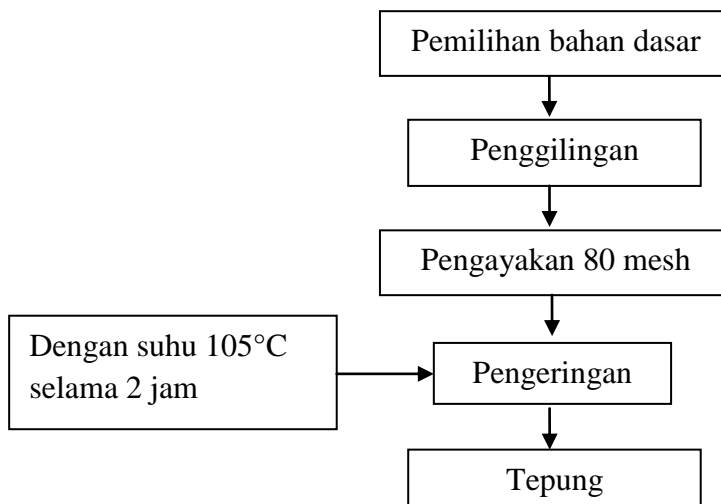 Pemilihan bahan dasar
Penggilingan
Pengayakan 80 mesh
Dengan suhu 105°C
selama 2 jam
Pengeringan
Tepung